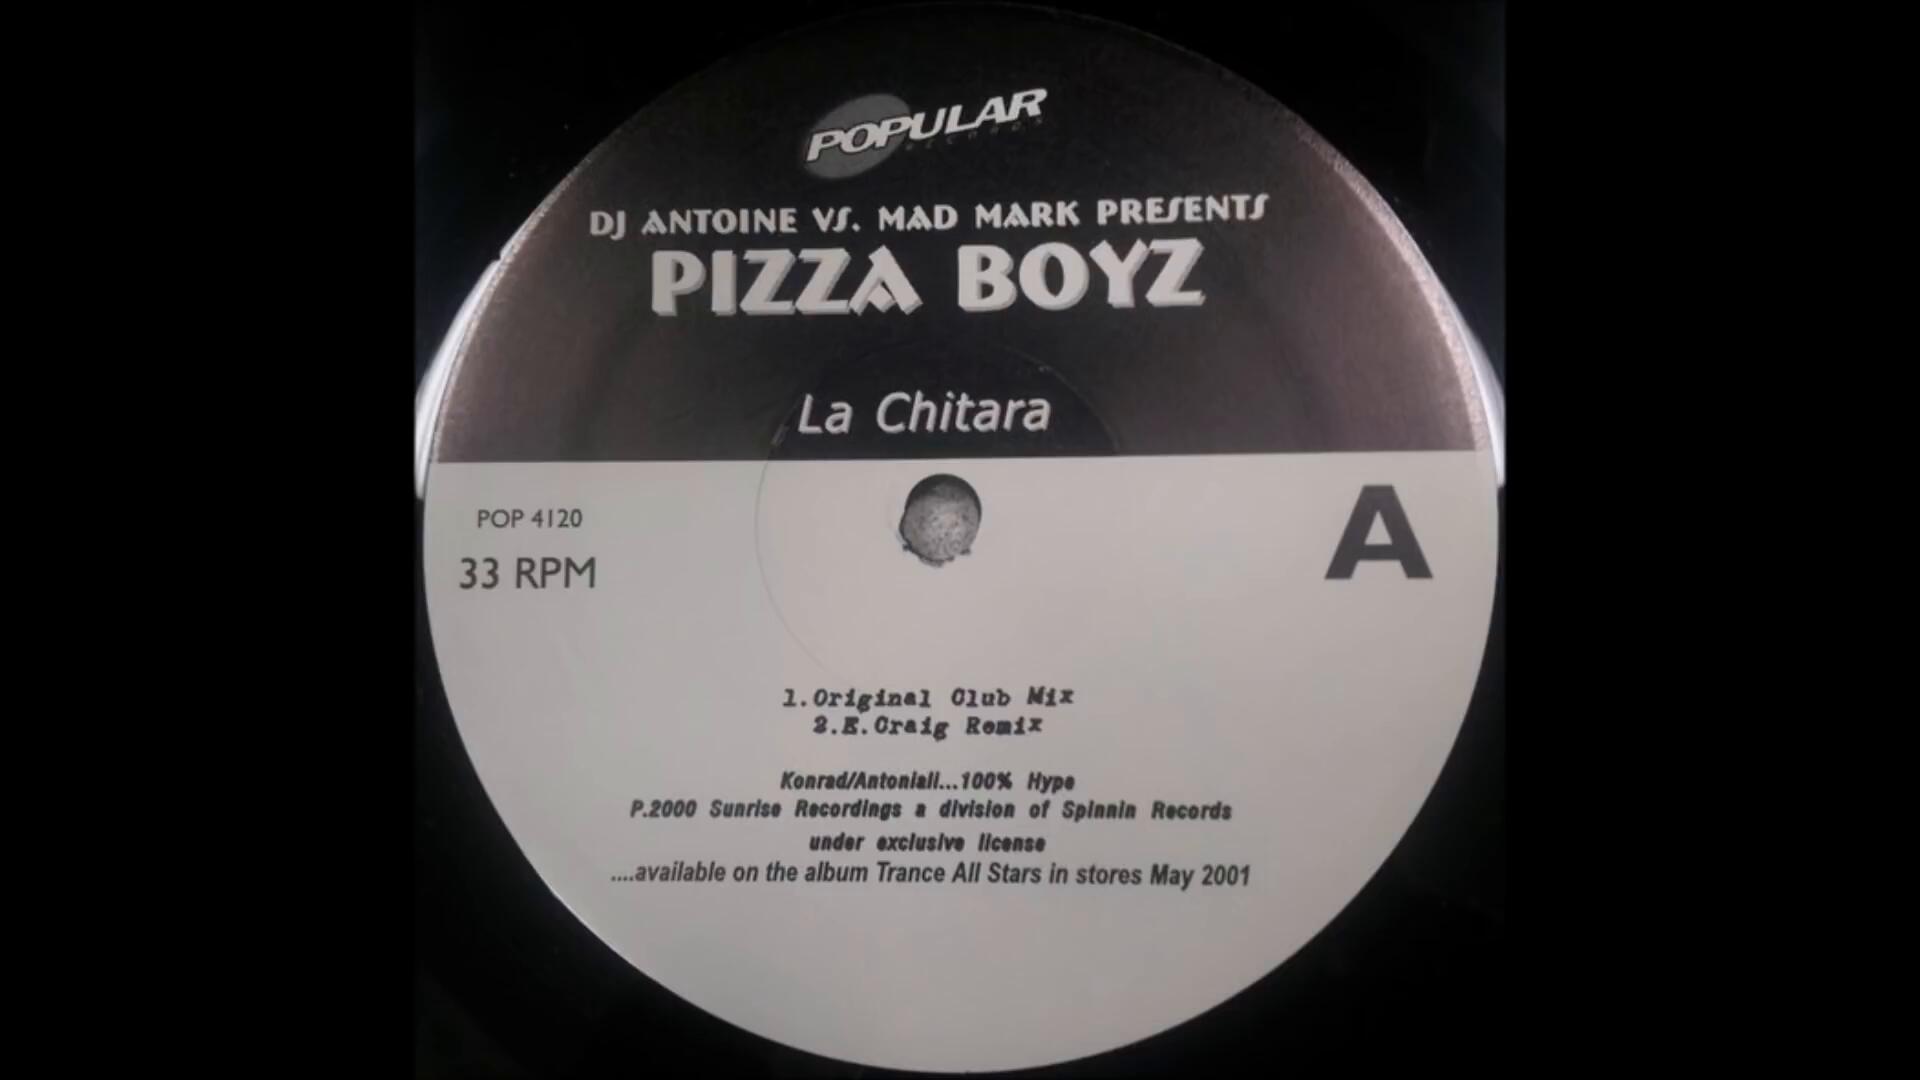 POPULAR
records
DJ ANTOINE VS. MAD MARK PRESENTS
PIZZA BOYZ
La Chitara
POP 4120
33 RPM
A
1.Original Club Mix
2.E.Craig Remix
Konrad/Antoniali...100% Hype
P.2000 Sunrise Recordings a division of Spinnin Records
under exclusive license
....available on the album Trance All Stars in stores May 2001